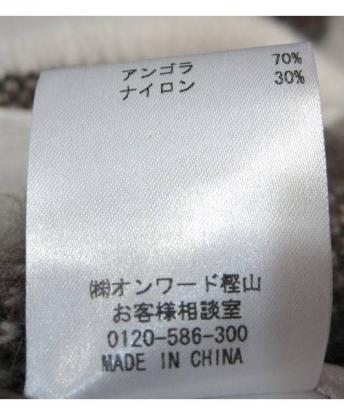 アンゴラ 70%
ナイロン 30%
㈱オンワード樫山
お客様相談室
0120-586-300
MADE IN CHINA